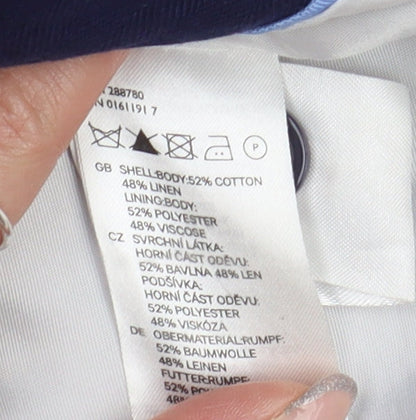 288780
N 0161191 7
P
GB SHELL:BODY:52% COTTON
48% LINEN
LINING:BODY:
52% POLYESTER
48% VISCOSE
CZ SVRCHNÍ LÁTKA:
HORNÍ ČÁST ODĚVU:
52% BAVLNA 48% LEN
PODŠÍVKA:
HORNÍ ČÁST ODĚVU:
52% POLYESTER
48% VISKÓZA
DE OBERMATERIAL:RUMPF:
52% BAUMWOLLE
48% LEINEN
FUTTER:RUMPF:
52%